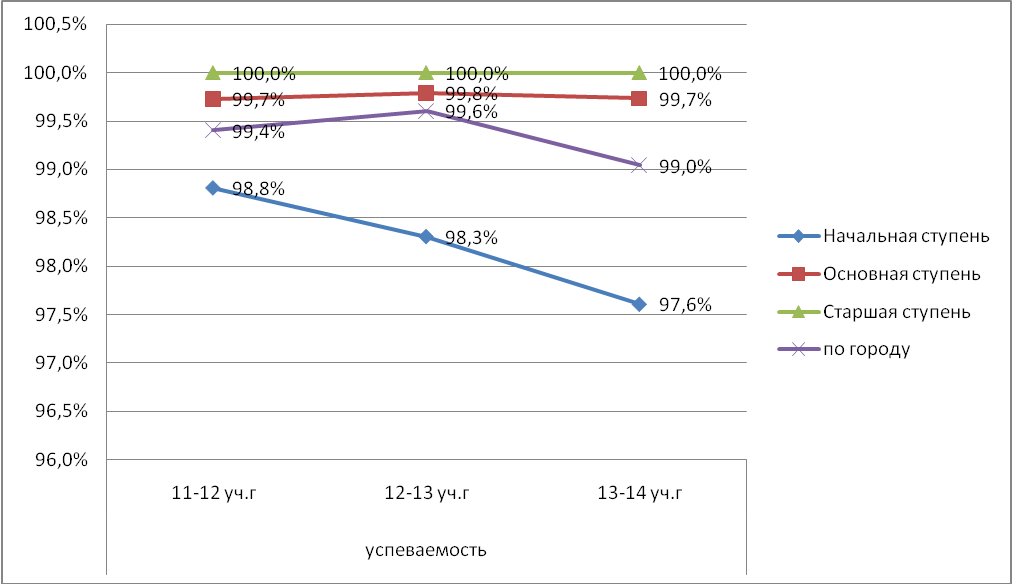 100,5%
100,0%
99,5%
99,0%
98,5%
98,0%
97,5%
97,0%
96,5%
96,0%
100,0% 100,0% 100,0%
99,7% 99,8% 99,7%
99,4% 99,6% 99,0%
98,8% 98,3% 97,6%
11-12 уч.г 12-13 уч.г 13-14 уч.г
успеваемость
Начальная ступень
Основная ступень
Старшая ступень
по городу